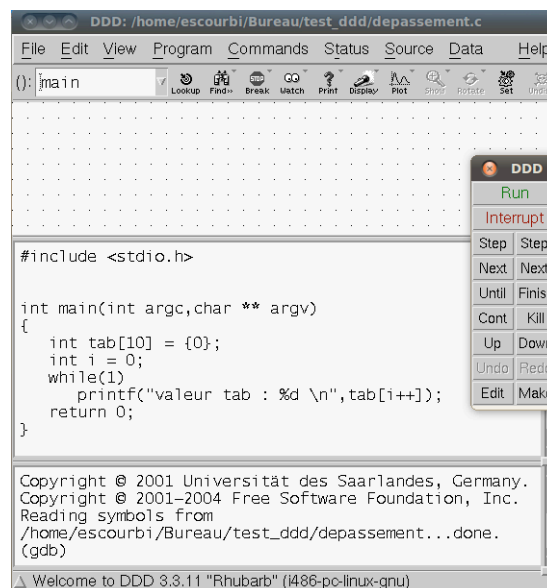 DDD: /home/escourbi/Bureau/test_ddd/depassement.c
File Edit View Program Commands Status Source Data Help
(): main
Lookup Find» Break Watch Print Display Plot Show Rotate Set
DDD
Run
Interrupt
Step Step
Next Next
Until Finis
Cont Kill
Up Down
Undo Redo
Edit Make
#include <stdio.h>
int main(int argc,char ** argv)
{
int tab[10] = {0};
int i = 0;
while(1)
printf("valeur tab : %d \n",tab[i++]);
return 0;
}
Copyright © 2001 Universität des Saarlandes, Germany.
Copyright © 2001-2004 Free Software Foundation, Inc.
Reading symbols from
/home/escourbi/Bureau/test_ddd/depassement...done.
(gdb)
Welcome to DDD 3.3.11 "Rhubarb" (i486-pc-linux-gnu)